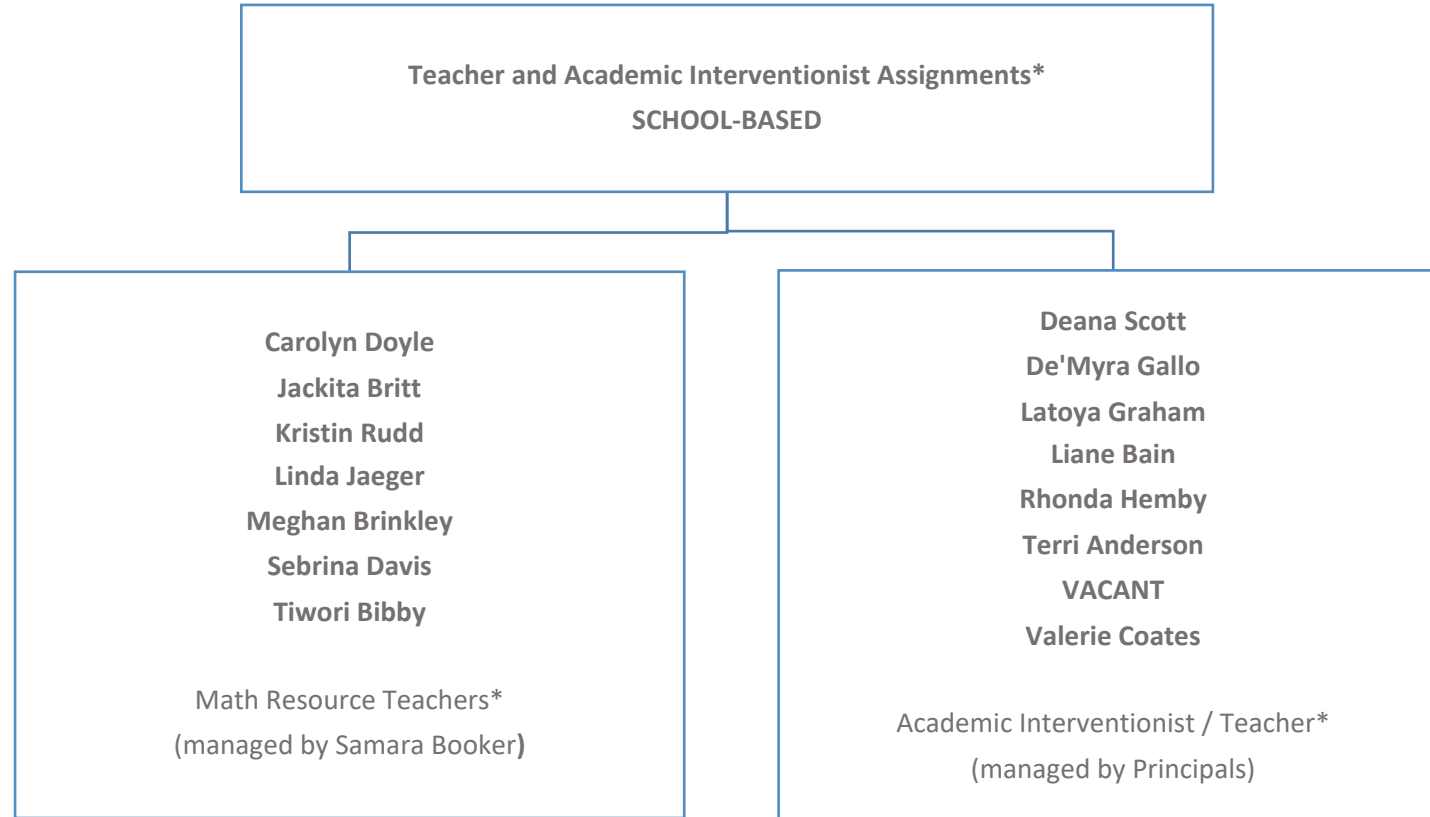 Teacher and Academic Interventionist Assignments*
SCHOOL-BASED
Carolyn Doyle
Jackita Britt
Kristin Rudd
Linda Jaeger
Meghan Brinkley
Sebrina Davis
Tiwori Bibby
Math Resource Teachers*
(managed by Samara Booker)
Deana Scott
De'Myra Gallo
Latoya Graham
Liane Bain
Rhonda Hemby
Terri Anderson
VACANT
Valerie Coates
Academic Interventionist / Teacher*
(managed by Principals)